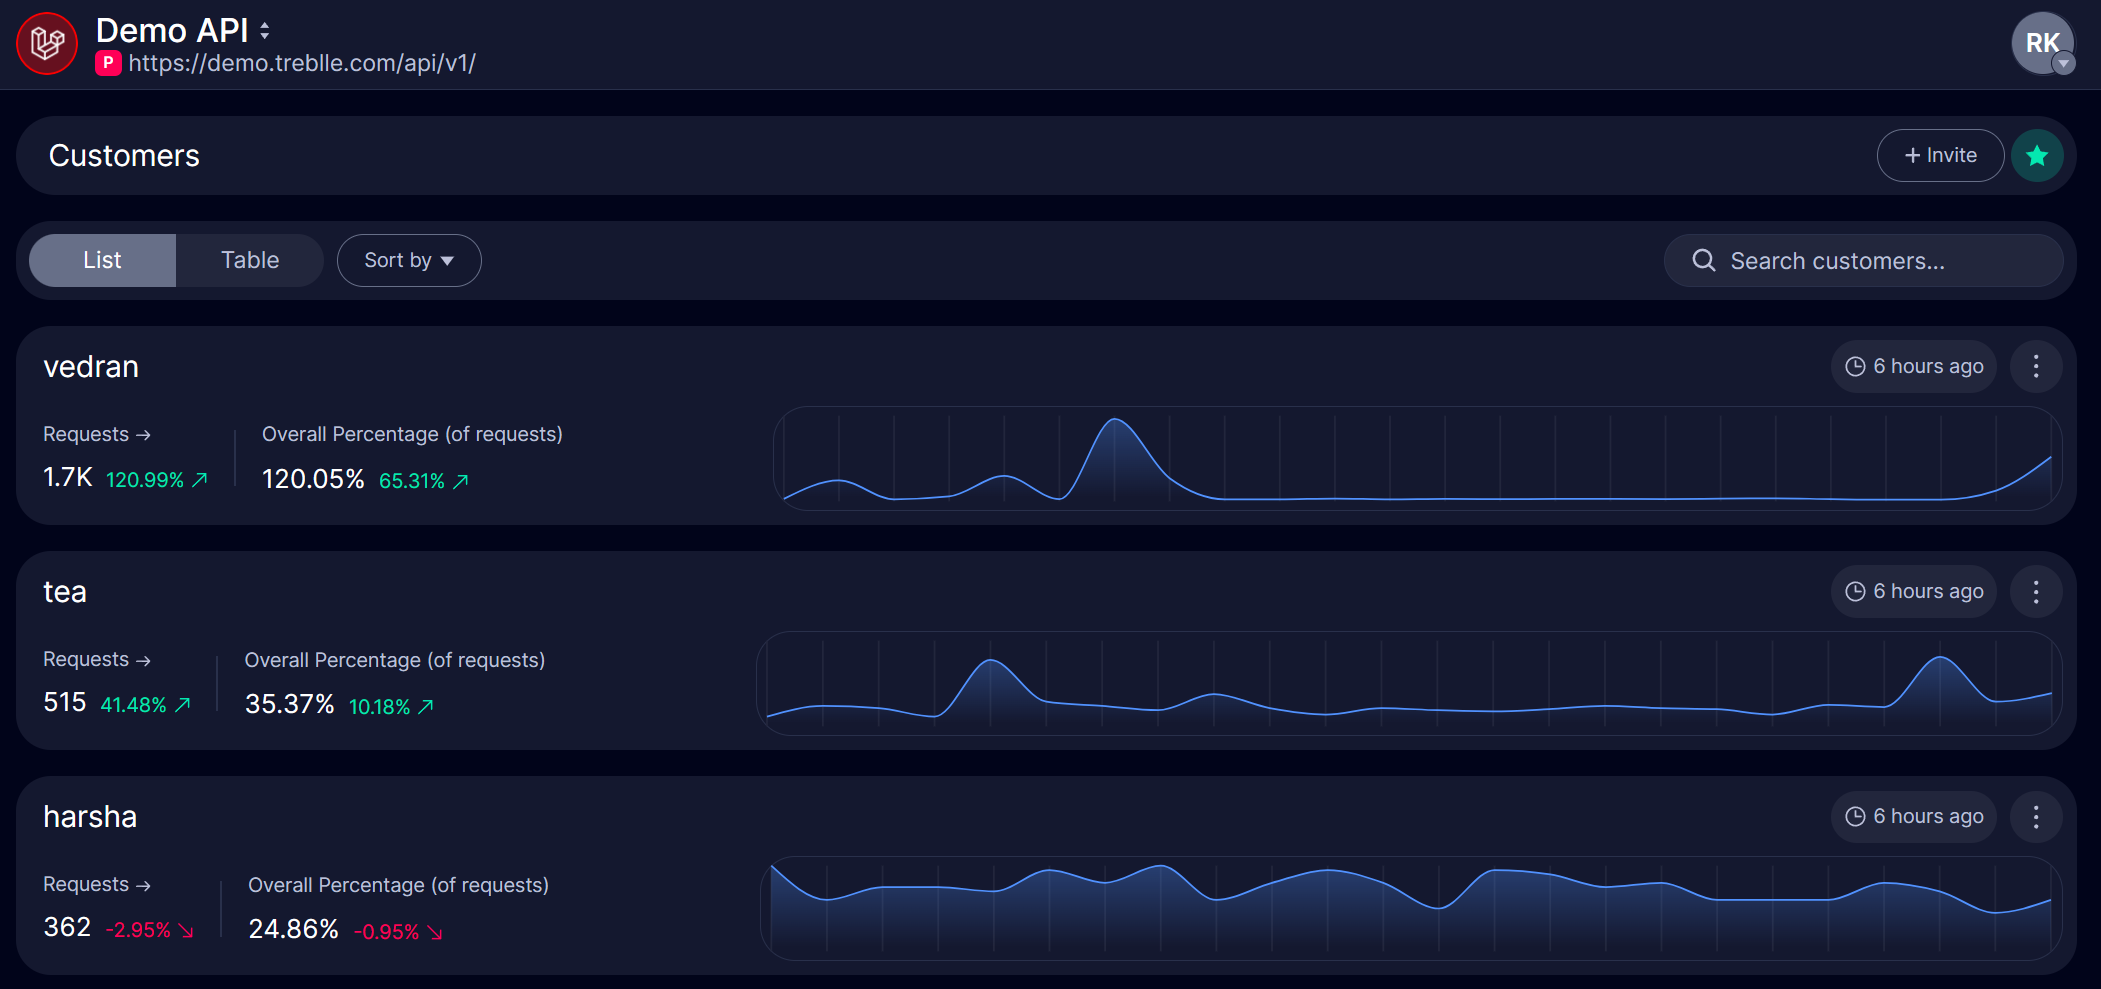 Demo API
P https://demo.treblle.com/api/v1/
RK
Customers
+ Invite
List
Table
Sort by
Search customers...
vedran
6 hours ago
Requests →
Overall Percentage (of requests)
1.7K 120.99% ↗
120.05% 65.31% ↗
tea
6 hours ago
Requests →
Overall Percentage (of requests)
515 41.48% ↗
35.37% 10.18% ↗
harsha
6 hours ago
Requests →
Overall Percentage (of requests)
362 -2.95% ↘
24.86% -0.95% ↘